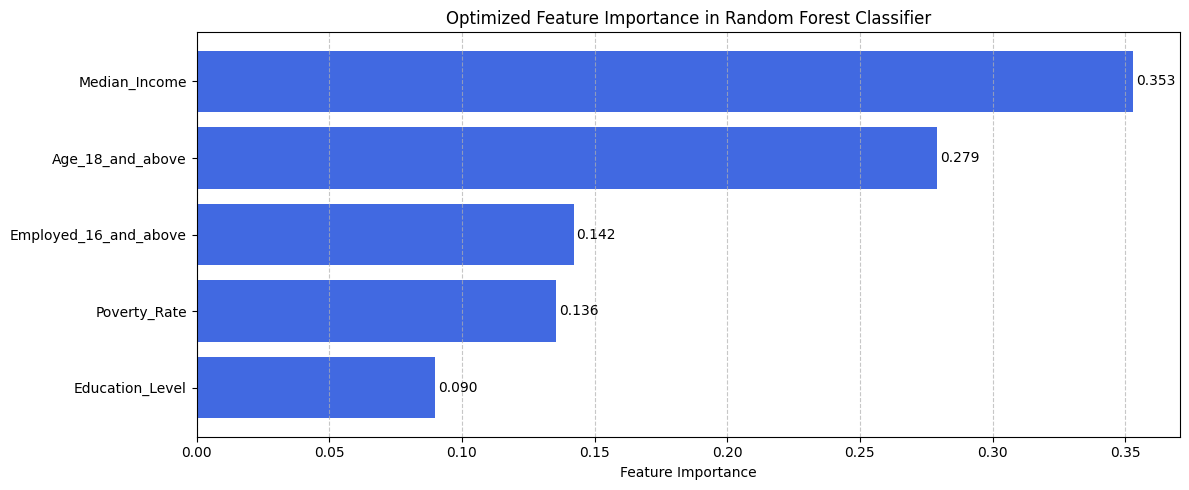 Optimized Feature Importance in Random Forest Classifier
Median_Income
0.353
Age_18_and_above
0.279
Employed_16_and_above
0.142
Poverty_Rate
0.136
Education_Level
0.090
0.00 0.05 0.10 0.15 0.20 0.25 0.30 0.35
Feature Importance